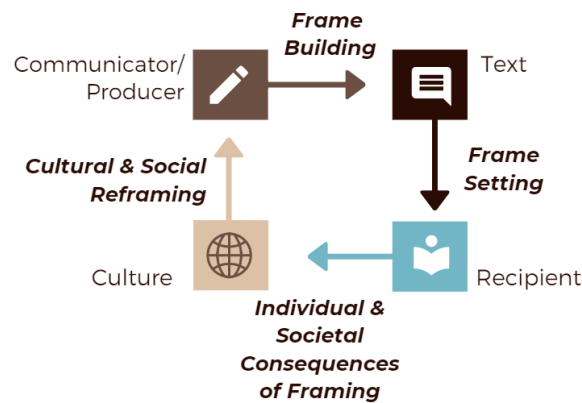 Frame
Building
Communicator/
Producer
Text
Cultural & Social
Reframing
Frame
Setting
Culture
Recipient
Individual &
Societal
Consequences
of Framing